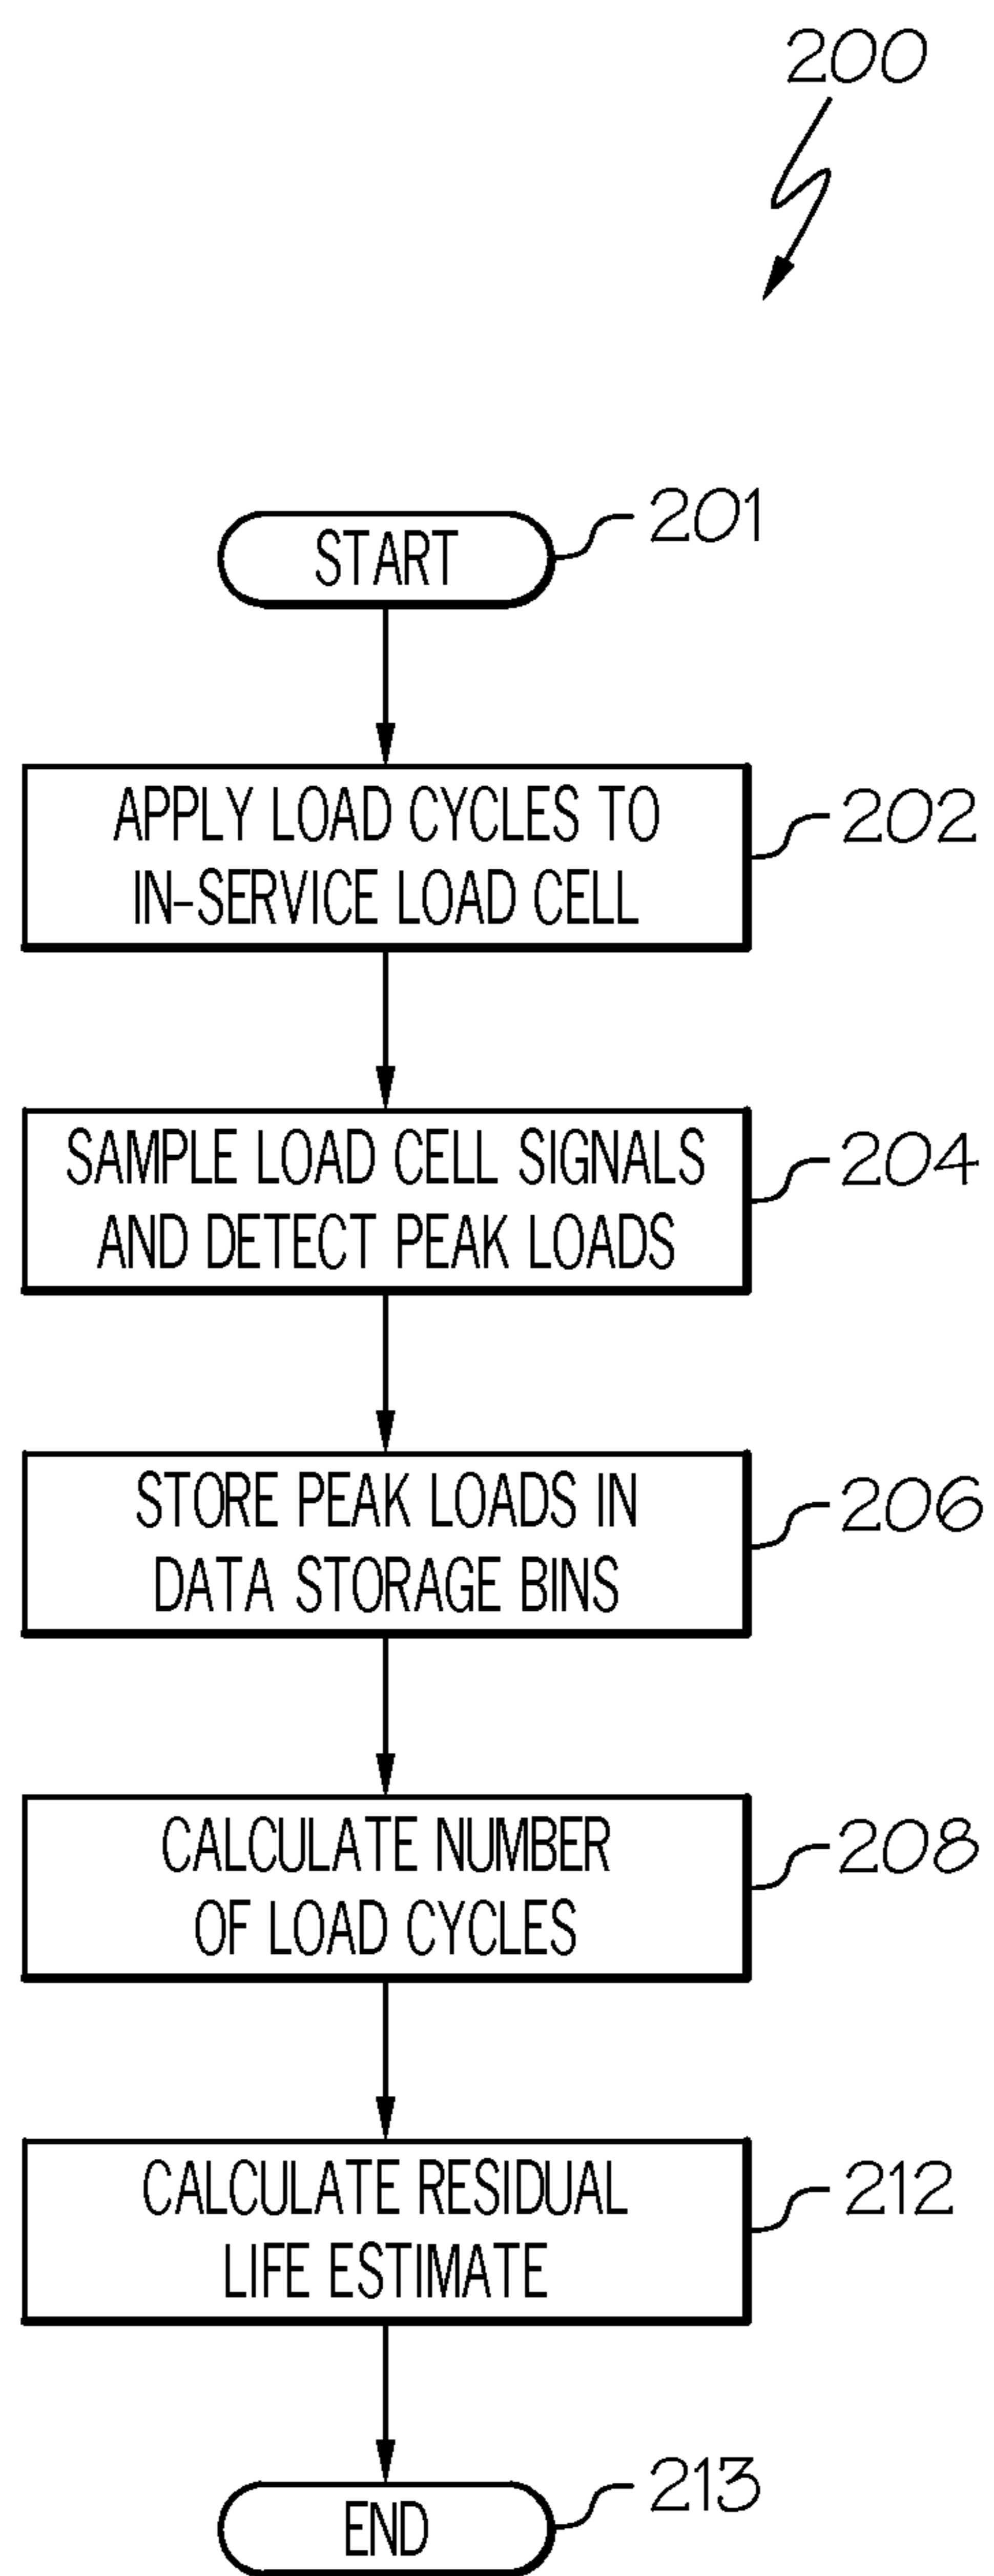 200
START
201
APPLY LOAD CYCLES TO
IN-SERVICE LOAD CELL
202
SAMPLE LOAD CELL SIGNALS
AND DETECT PEAK LOADS
204
STORE PEAK LOADS IN
DATA STORAGE BINS
206
CALCULATE NUMBER
OF LOAD CYCLES
208
CALCULATE RESIDUAL
LIFE ESTIMATE
212
END
213